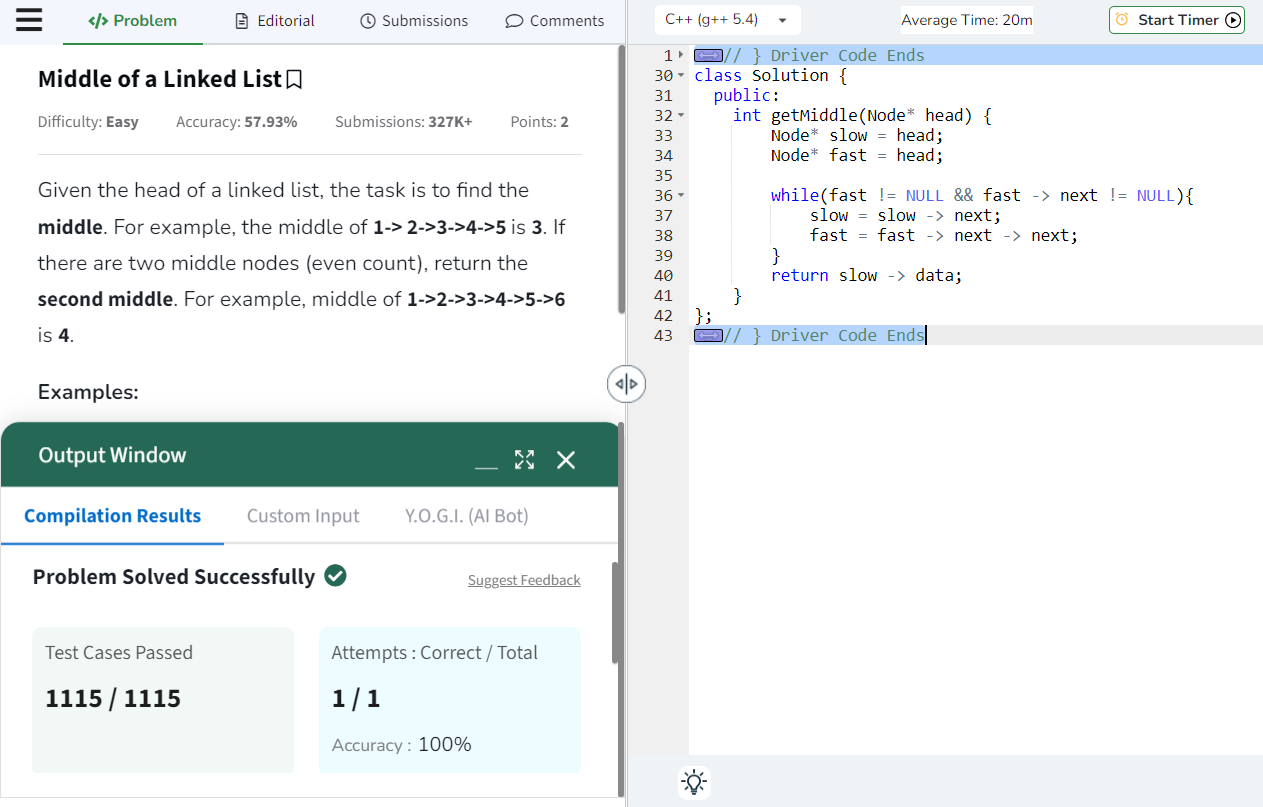 </> Problem
Editorial
Submissions
Comments
Middle of a Linked List
Difficulty: Easy
Accuracy: 57.93%
Submissions: 327K+
Points: 2
Given the head of a linked list, the task is to find the
middle. For example, the middle of 1-> 2->3->4->5 is 3. If
there are two middle nodes (even count), return the
second middle. For example, middle of 1->2->3->4->5->6
is 4.
Examples:
Output Window
Compilation Results
Custom Input
Y.O.G.I. (AI Bot)
Problem Solved Successfully
Suggest Feedback
Test Cases Passed
1115 / 1115
Attempts : Correct / Total
1 / 1
Accuracy : 100%
C++ (g++ 5.4)
Average Time: 20m
Start Timer
1 // } Driver Code Ends
30 class Solution {
31 public:
32 int getMiddle(Node* head) {
33 Node* slow = head;
34 Node* fast = head;
35
36 while(fast != NULL && fast -> next != NULL){
37 slow = slow -> next;
38 fast = fast -> next -> next;
39 }
40 return slow -> data;
41 }
42 };
43 // } Driver Code Ends